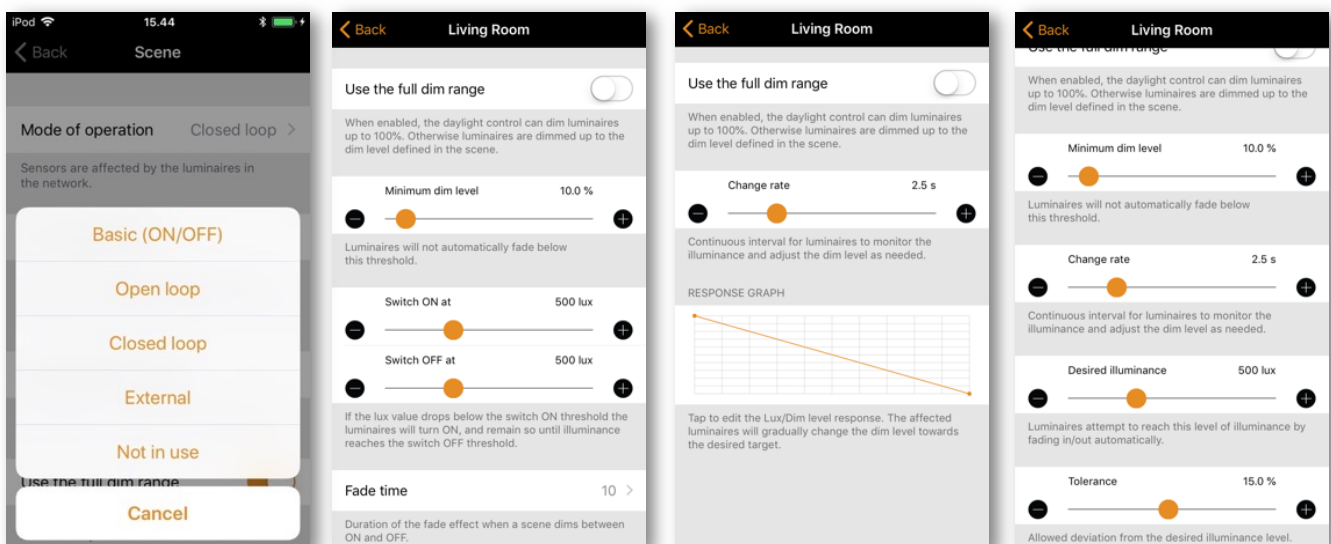 iPod 15.44
Back Scene
Mode of operation Closed loop
Sensors are affected by the luminaires in
the network.
Basic (ON/OFF)
Open loop
Closed loop
External
Not in use
Use the full dim range
Cancel
Back Living Room
Use the full dim range
When enabled, the daylight control can dim luminaires
up to 100%. Otherwise luminaires are dimmed up to the
dim level defined in the scene.
Minimum dim level 10.0 %
Luminaires will not automatically fade below
this threshold.
Switch ON at 500 lux
Switch OFF at 500 lux
If the lux value drops below the switch ON threshold the
luminaires will turn ON, and remain so until illuminance
reaches the switch OFF threshold.
Fade time 10
Duration of the fade effect when a scene dims between
ON and OFF.
Back Living Room
Use the full dim range
When enabled, the daylight control can dim luminaires
up to 100%. Otherwise luminaires are dimmed up to the
dim level defined in the scene.
Change rate 2.5 s
Continuous interval for luminaires to monitor the
illuminance and adjust the dim level as needed.
RESPONSE GRAPH
Tap to edit the Lux/Dim level response. The affected
luminaires will gradually change the dim level towards
the desired target.
Back Living Room
Use the full dim range
When enabled, the daylight control can dim luminaires
up to 100%. Otherwise luminaires are dimmed up to the
dim level defined in the scene.
Minimum dim level 10.0 %
Luminaires will not automatically fade below
this threshold.
Change rate 2.5 s
Continuous interval for luminaires to monitor the
illuminance and adjust the dim level as needed.
Desired illuminance 500 lux
Luminaires attempt to reach this level of illuminance by
fading in/out automatically.
Tolerance 15.0 %
Allowed deviation from the desired illuminance level.